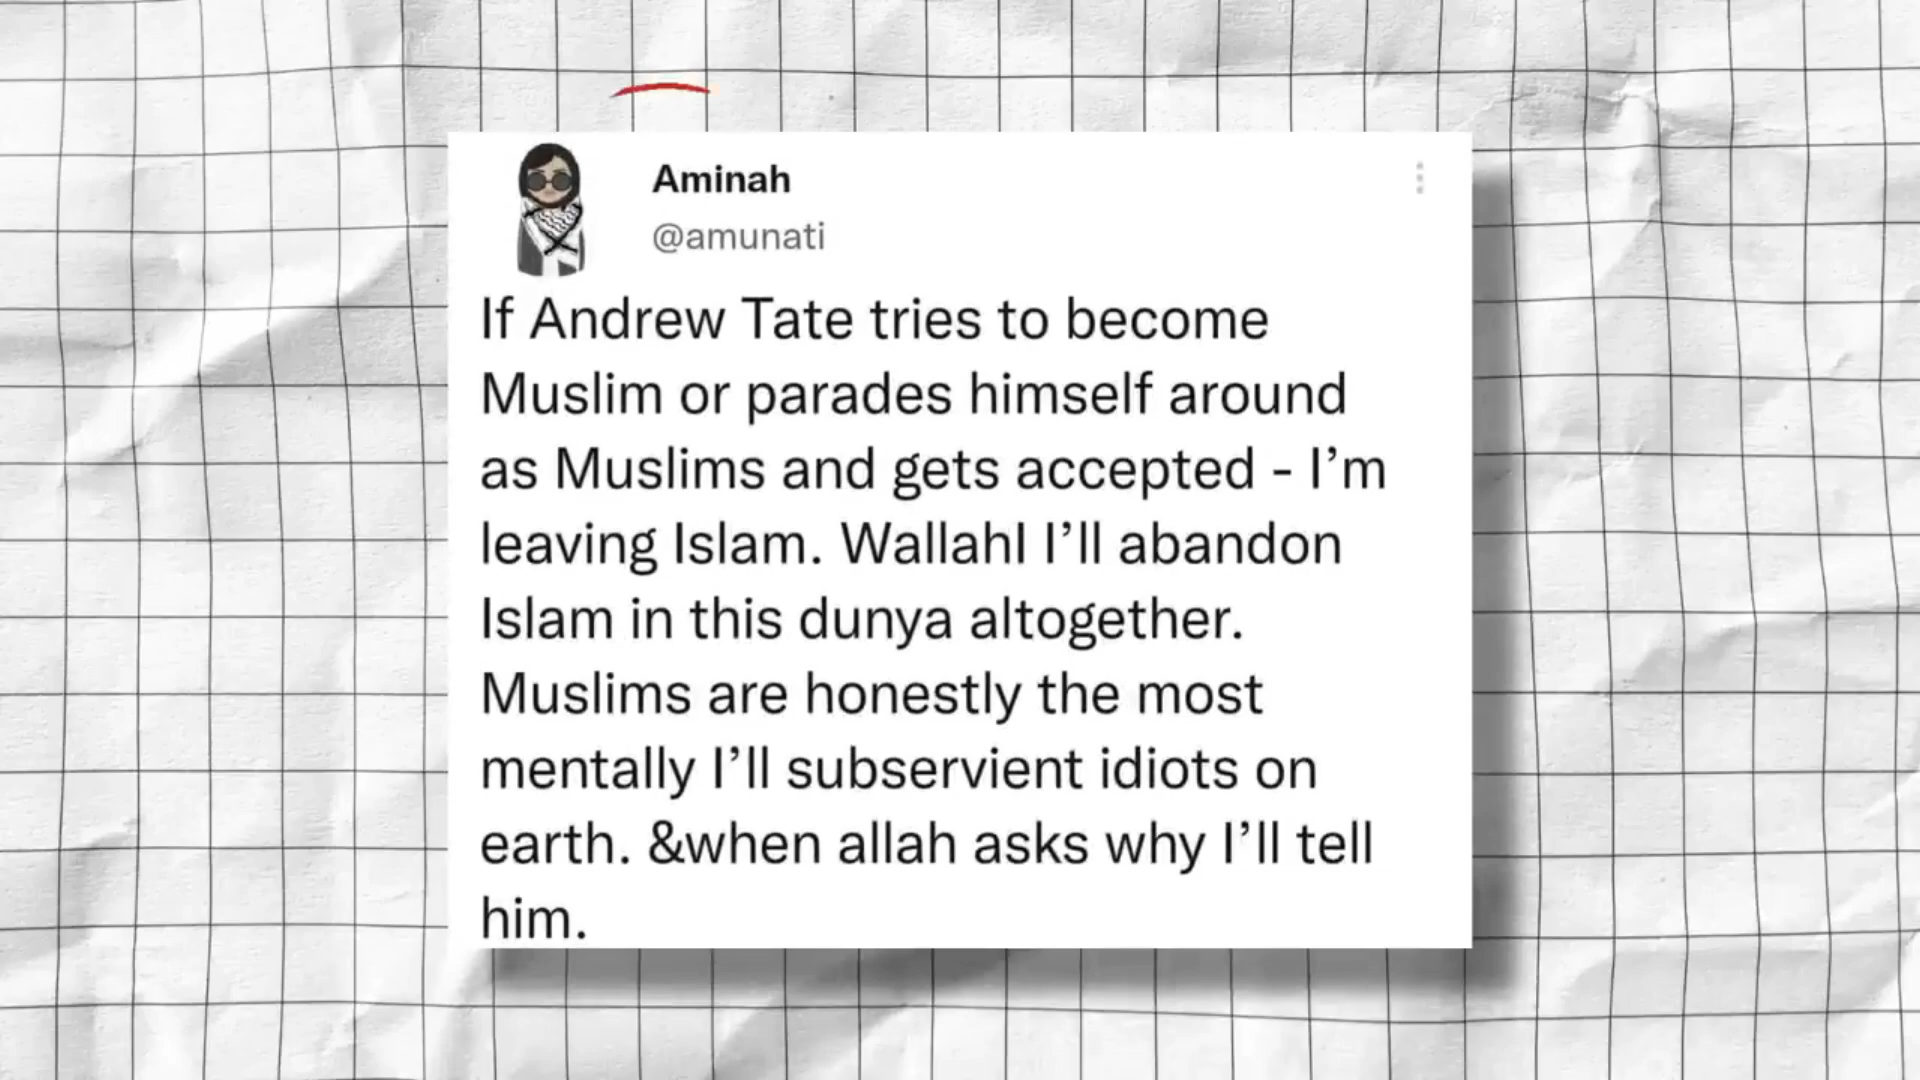 Aminah
@amunati
If Andrew Tate tries to become
Muslim or parades himself around
as Muslims and gets accepted - I’m
leaving Islam. Wallahl I’ll abandon
Islam in this dunya altogether.
Muslims are honestly the most
mentally I’ll subservient idiots on
earth. &when allah asks why I’ll tell
him.